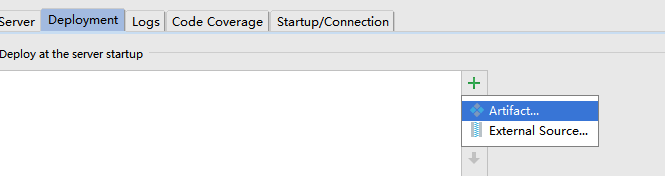 Server Deployment Logs Code Coverage Startup/Connection
Deploy at the server startup
Artifact...
External Source...